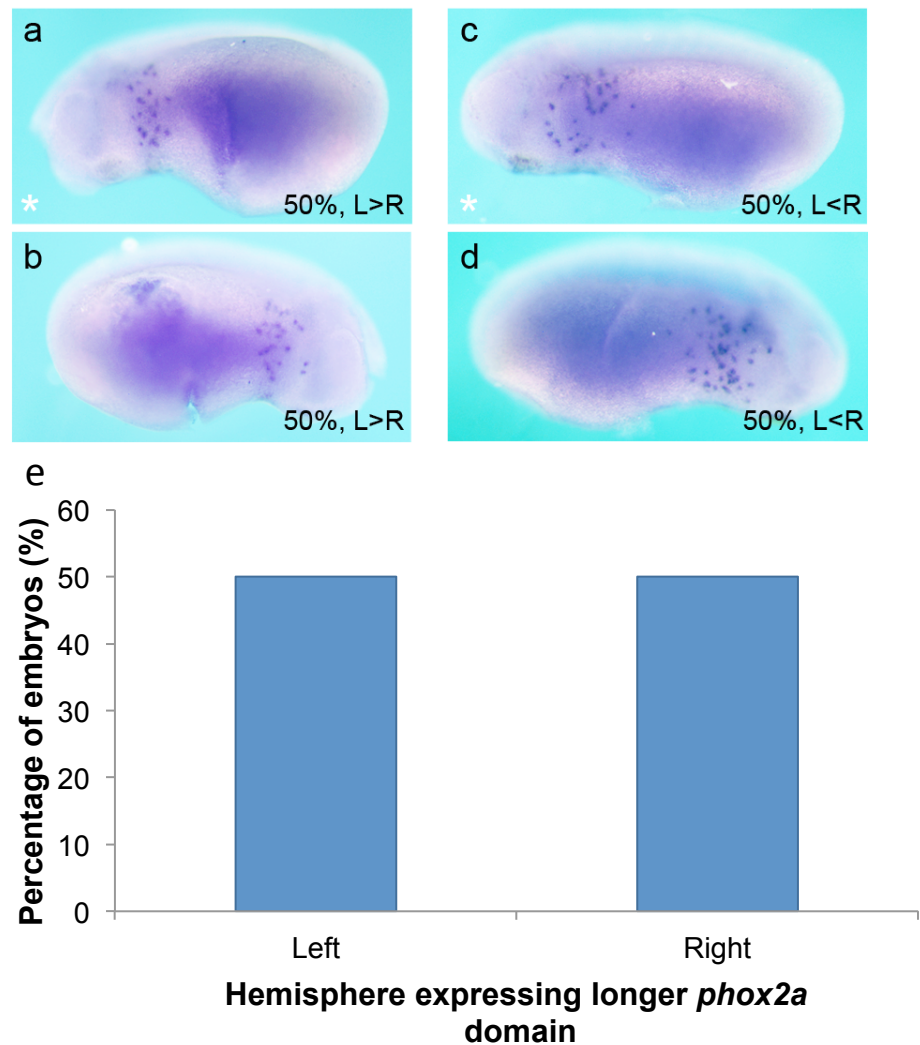 a
*
50%, L>R
c
*
50%, L<R
b
50%, L>R
d
50%, L<R
e
60
50
40
30
20
10
0
Percentage of embryos (%)
Left
Right
Hemisphere expressing longer phox2a
domain